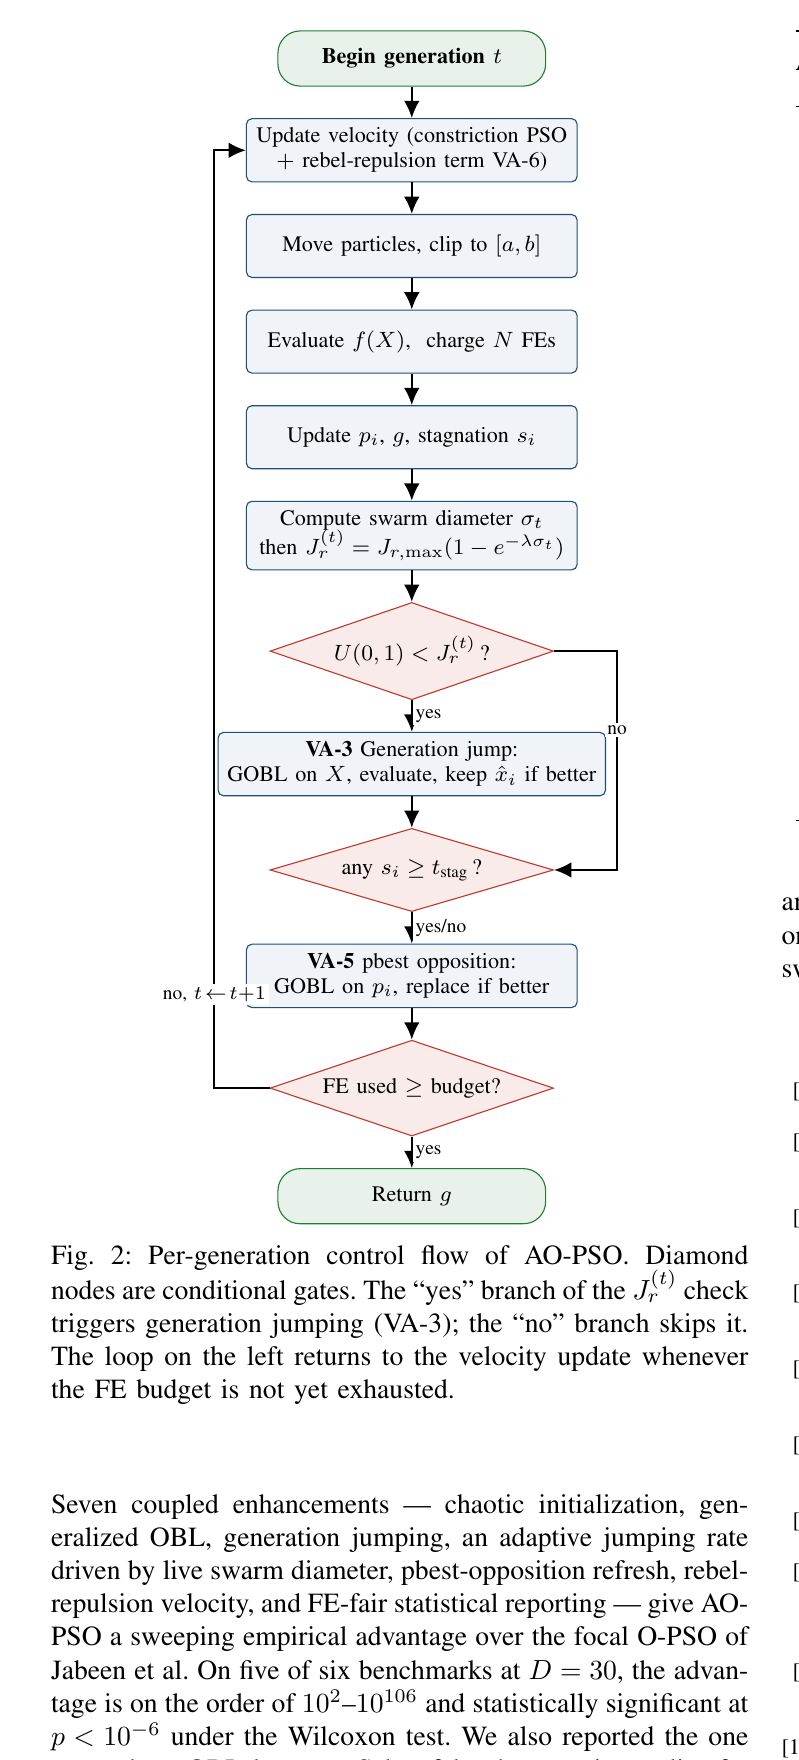 Begin generation t
Update velocity (constriction PSO
+ rebel-repulsion term VA-6)
Move particles, clip to [a, b]
Evaluate f(X), charge N FEs
Update p_i, g, stagnation s_i
Compute swarm diameter σ_t
then J_r^{(t)} = J_{r,max}(1 − e^{−λσ_t})
U(0, 1) < J_r^{(t)} ?
yes
no
VA-3 Generation jump:
GOBL on X, evaluate, keep x̂_i if better
any s_i ≥ t_stag ?
yes/no
VA-5 pbest opposition:
GOBL on p_i, replace if better
no, t←t+1
FE used ≥ budget?
yes
Return g
Fig. 2: Per-generation control flow of AO-PSO. Diamond
nodes are conditional gates. The “yes” branch of the J_r^{(t)} check
triggers generation jumping (VA-3); the “no” branch skips it.
The loop on the left returns to the velocity update whenever
the FE budget is not yet exhausted.
Seven coupled enhancements — chaotic initialization, gen-
eralized OBL, generation jumping, an adaptive jumping rate
driven by live swarm diameter, pbest-opposition refresh, rebel-
repulsion velocity, and FE-fair statistical reporting — give AO-
PSO a sweeping empirical advantage over the focal O-PSO of
Jabeen et al. On five of six benchmarks at D = 30, the advan-
tage is on the order of 10^2–10^106 and statistically significant at
p < 10^−6 under the Wilcoxon test. We also reported the one